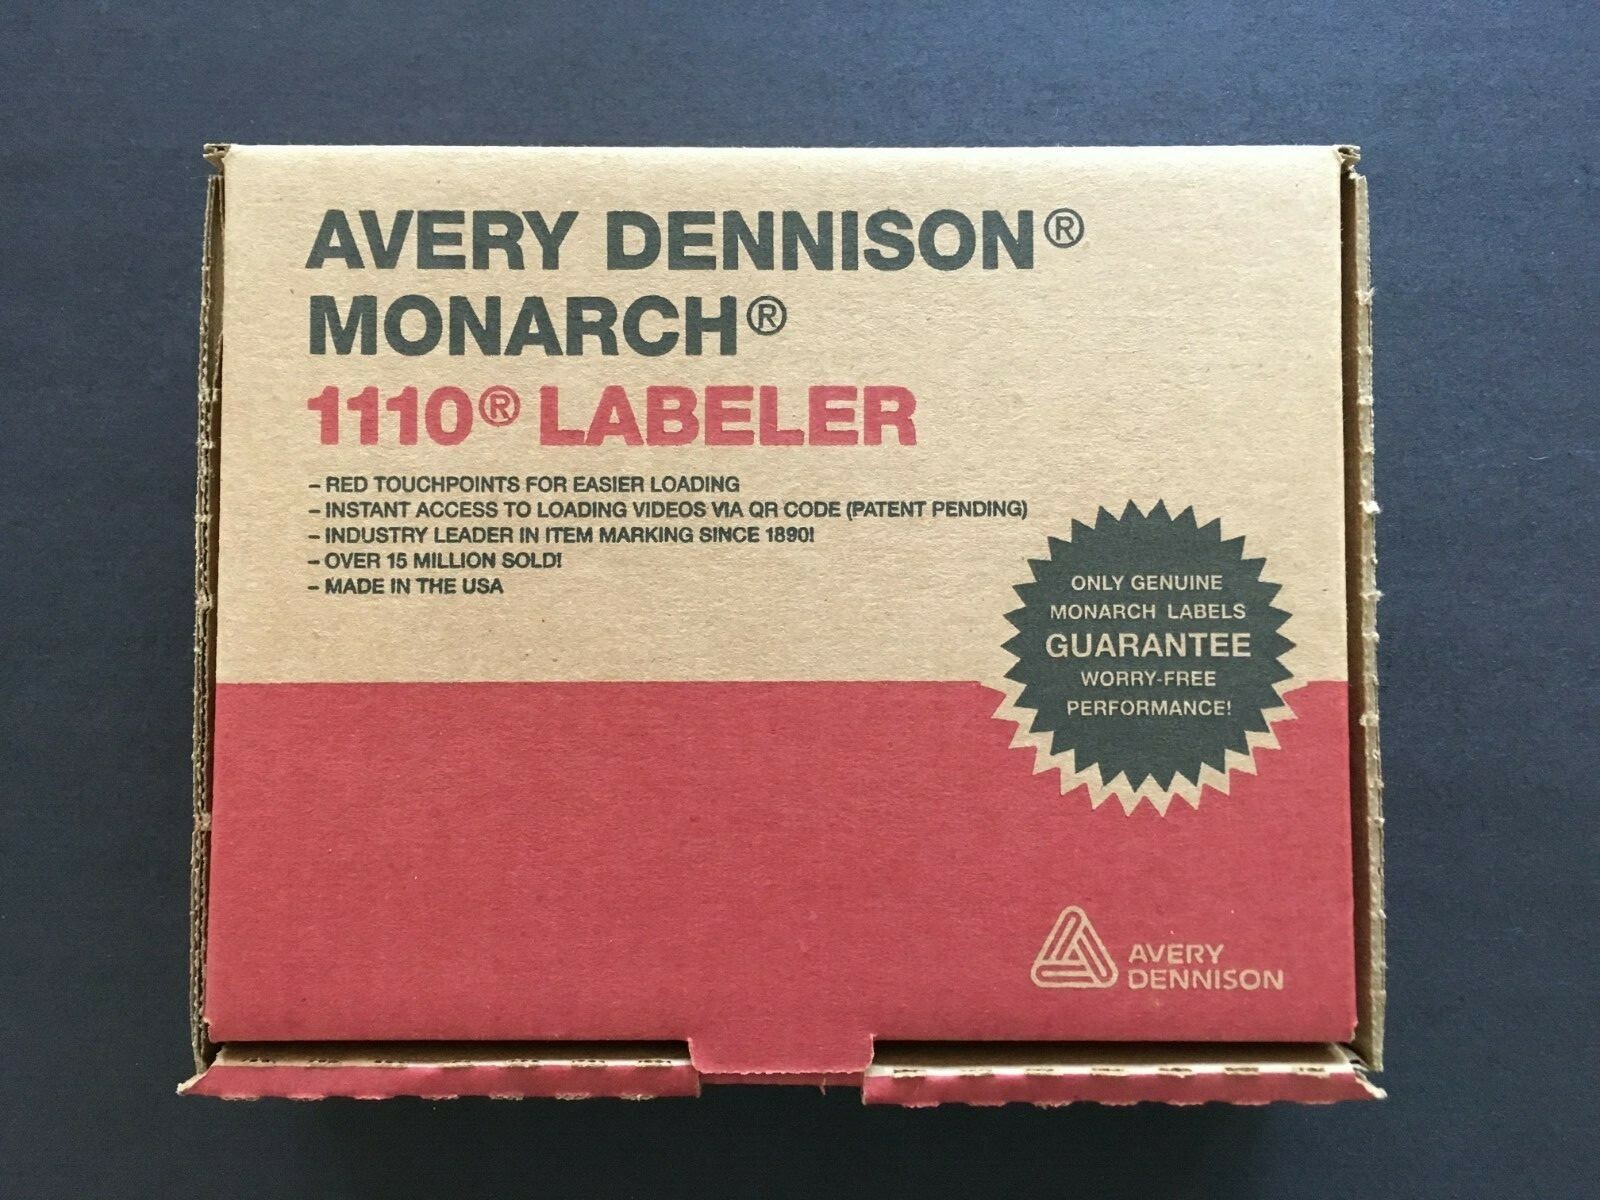 AVERY DENNISON®
MONARCH®
1110® LABELER
– RED TOUCHPOINTS FOR EASIER LOADING
– INSTANT ACCESS TO LOADING VIDEOS VIA QR CODE (PATENT PENDING)
– INDUSTRY LEADER IN ITEM MARKING SINCE 1890!
– OVER 15 MILLION SOLD!
– MADE IN THE USA
ONLY GENUINE
MONARCH LABELS
GUARANTEE
WORRY-FREE
PERFORMANCE!
AVERY
DENNISON